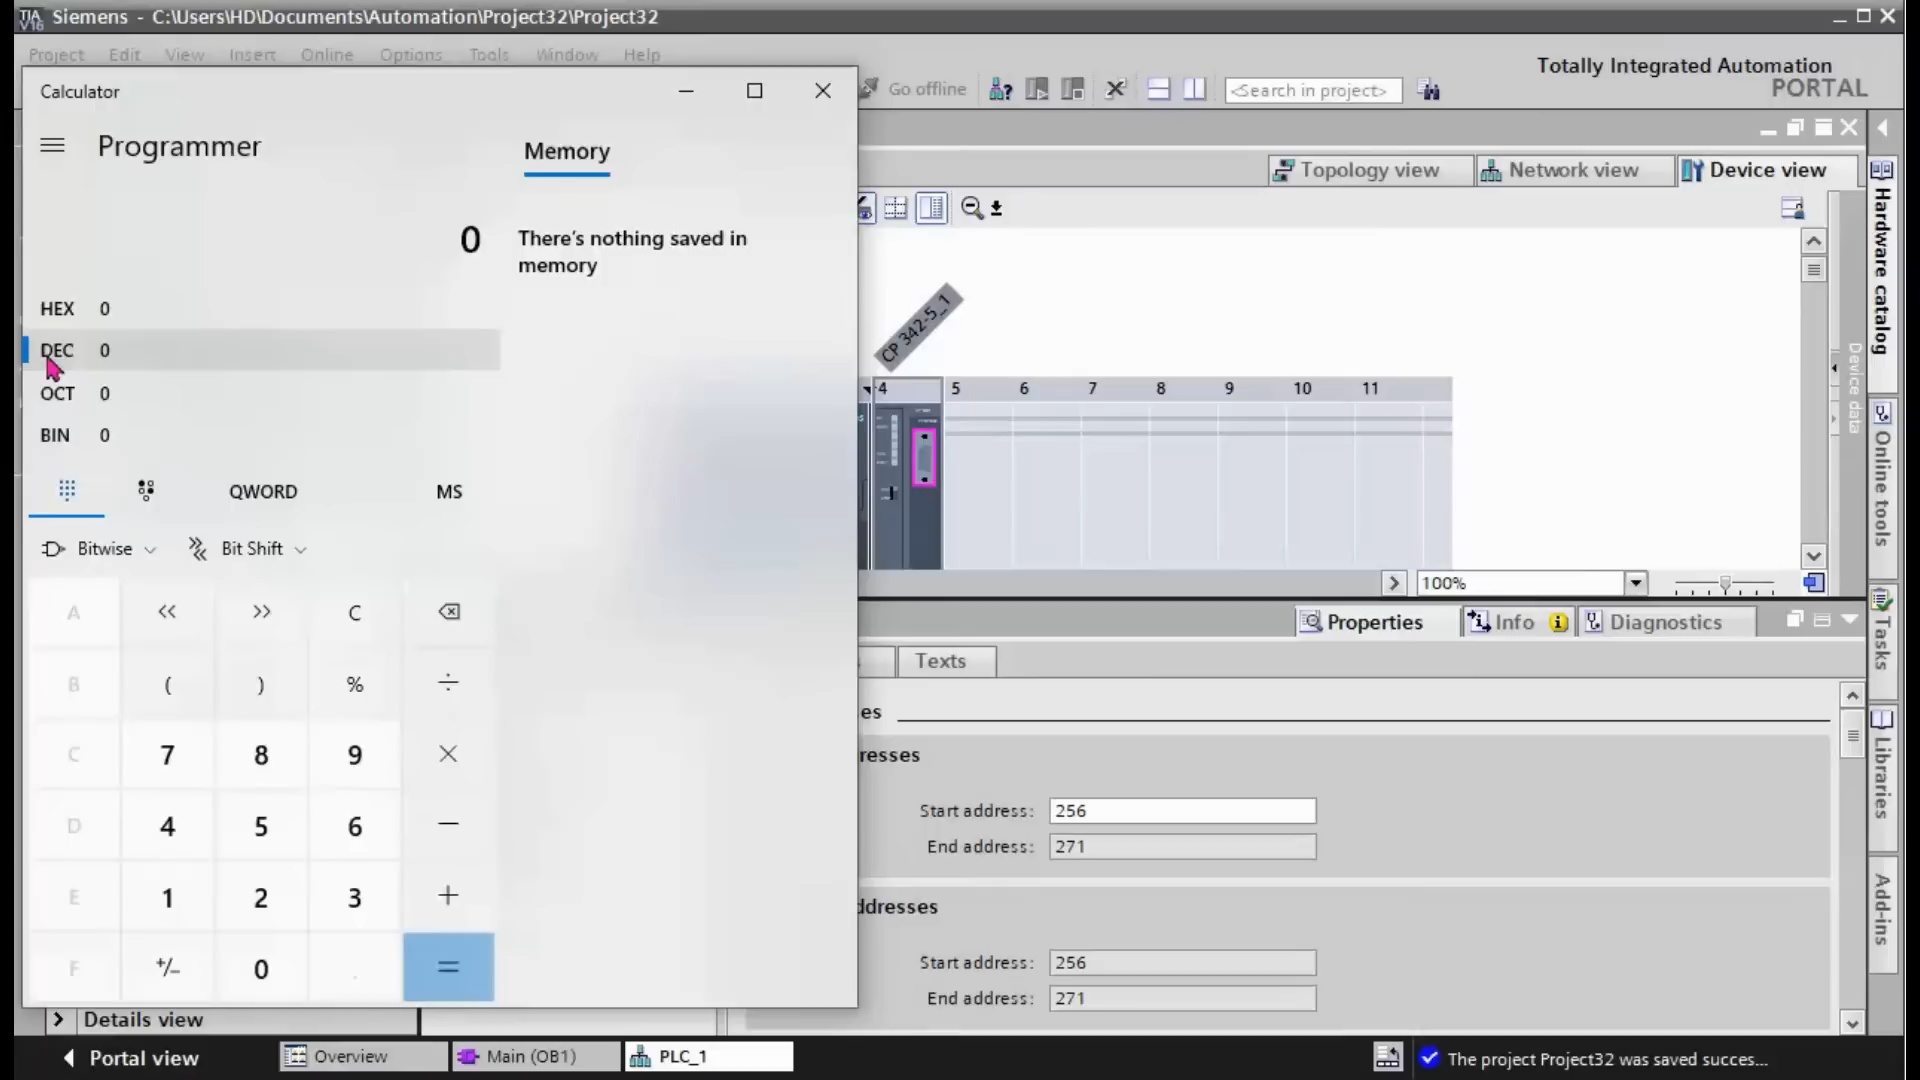 TIA V16 Siemens - C:\Users\HD\Documents\Automation\Project32\Project32
Project Edit View Insert Online Options Tools Window Help
Totally Integrated Automation
PORTAL
Go offline <Search in project>
Calculator
Programmer
Memory
0
There's nothing saved in
memory
HEX 0
DEC 0
OCT 0
BIN 0
QWORD MS
Bitwise Bit Shift
A << >> C
B ( ) % ÷
C 7 8 9 ×
D 4 5 6 −
E 1 2 3 +
F +/− 0 . =
Topology view Network view Device view
CP 342-5_1
4 5 6 7 8 9 10 11
100%
Properties Info Diagnostics
Texts
es
resses
Start address: 256
End address: 271
ddresses
Start address: 256
End address: 271
Device data
Hardware catalog
Online tools
Tasks
Libraries
Add-ins
Details view
Portal view Overview Main (OB1) PLC_1 The project Project32 was saved succes...